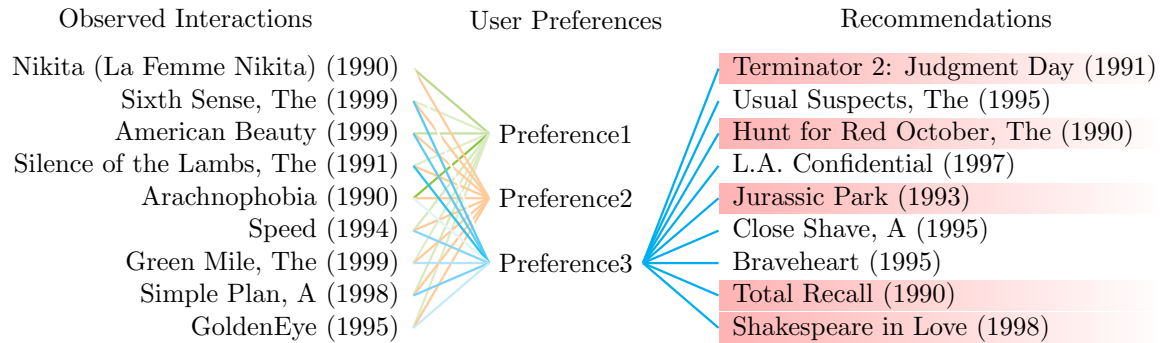 Observed Interactions
User Preferences
Recommendations
Nikita (La Femme Nikita) (1990)
Sixth Sense, The (1999)
American Beauty (1999)
Silence of the Lambs, The (1991)
Arachnophobia (1990)
Speed (1994)
Green Mile, The (1999)
Simple Plan, A (1998)
GoldenEye (1995)
Preference1
Preference2
Preference3
Terminator 2: Judgment Day (1991)
Usual Suspects, The (1995)
Hunt for Red October, The (1990)
L.A. Confidential (1997)
Jurassic Park (1993)
Close Shave, A (1995)
Braveheart (1995)
Total Recall (1990)
Shakespeare in Love (1998)